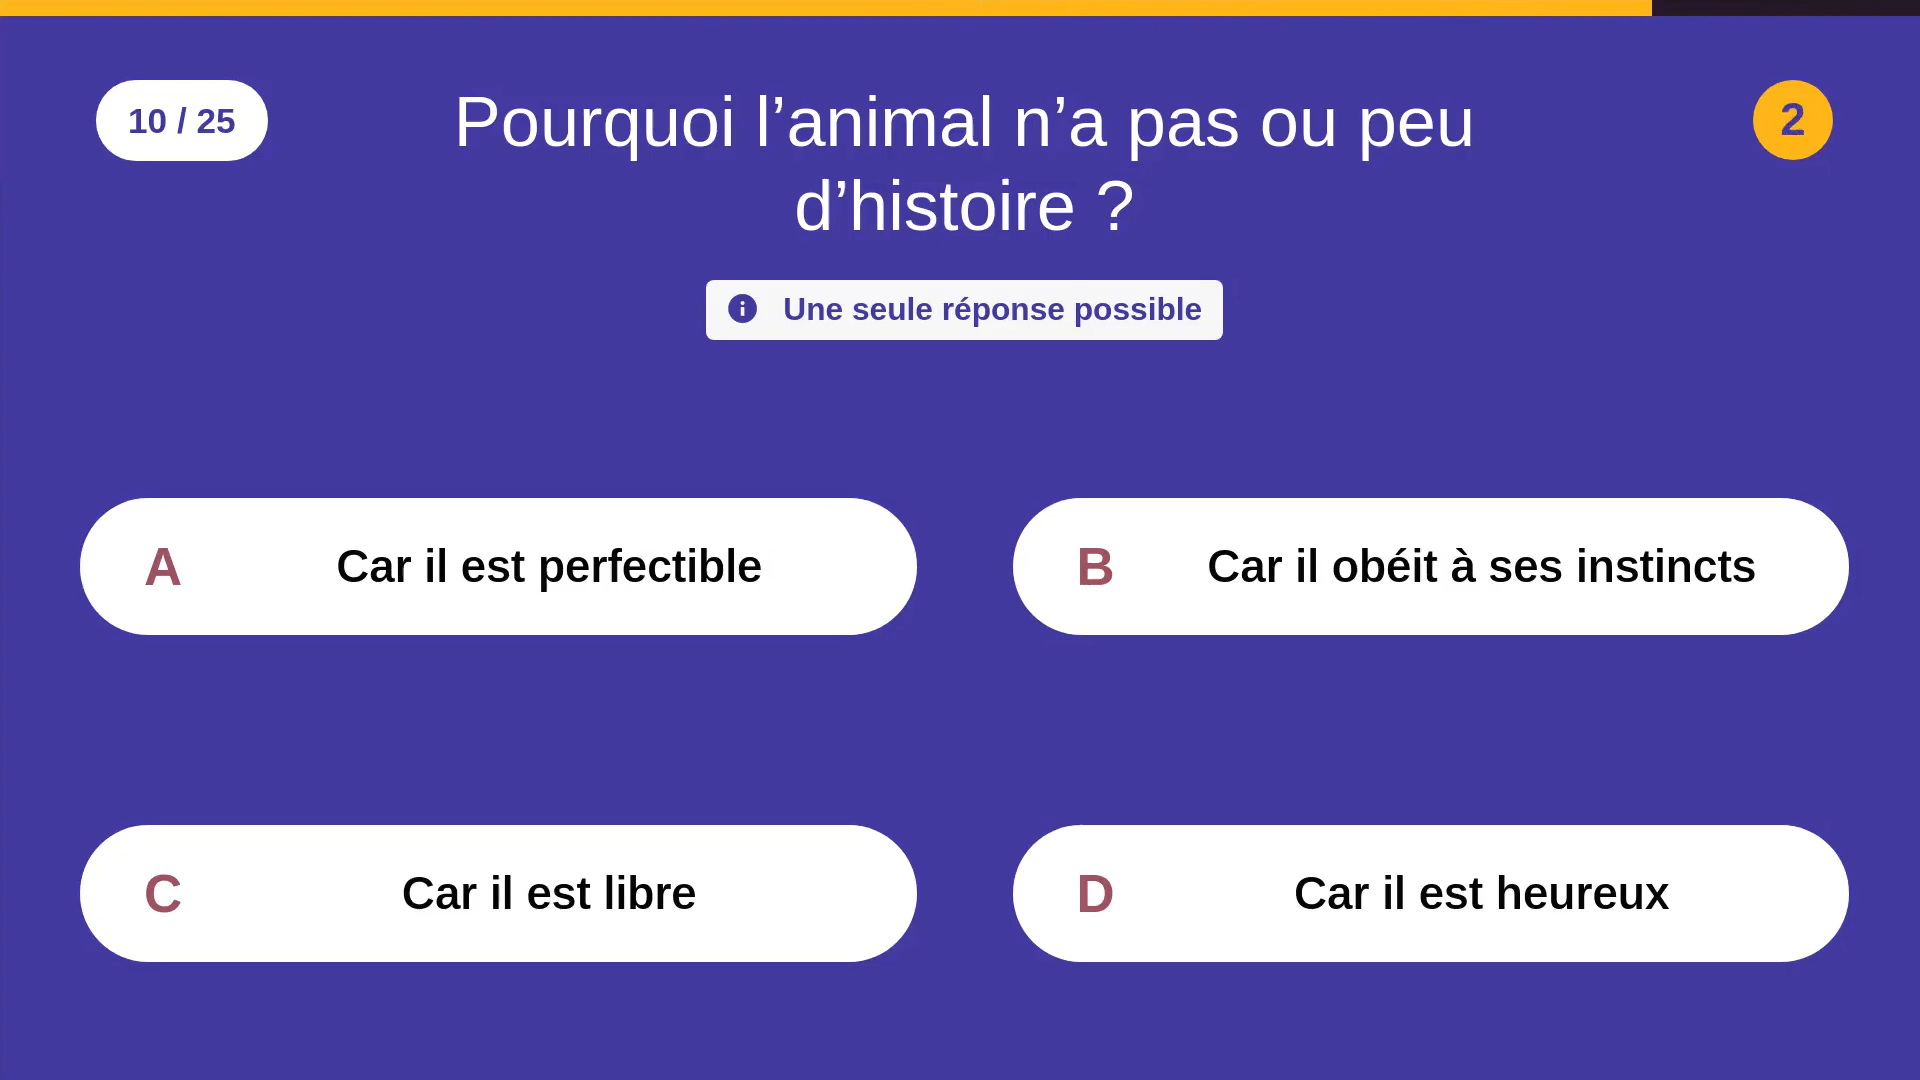 10 / 25
Pourquoi l’animal n’a pas ou peu
d’histoire ?
2
Une seule réponse possible
A Car il est perfectible
B Car il obéit à ses instincts
C Car il est libre
D Car il est heureux